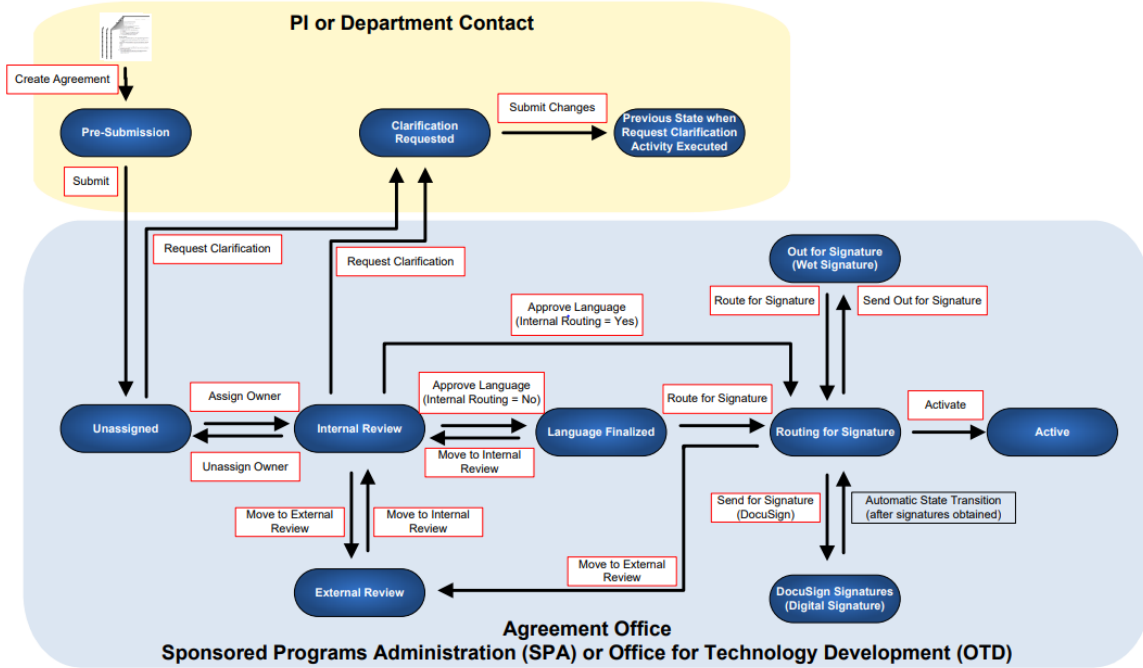 PI or Department Contact
Create Agreement
Pre-Submission
Clarification
Requested
Submit Changes
Previous State when
Request Clarification
Activity Executed
Submit
Request Clarification
Request Clarification
Out for Signature
(Wet Signature)
Route for Signature
Send Out for Signature
Approve Language
(Internal Routing = Yes)
Assign Owner
Approve Language
(Internal Routing = No)
Route for Signature
Activate
Unassigned
Internal Review
Language Finalized
Routing for Signature
Active
Unassign Owner
Move to Internal
Review
Move to External
Review
Move to Internal
Review
Send for Signature
(DocuSign)
Automatic State Transition
(after signatures obtained)
Move to External
Review
External Review
DocuSign Signatures
(Digital Signature)
Agreement Office
Sponsored Programs Administration (SPA) or Office for Technology Development (OTD)